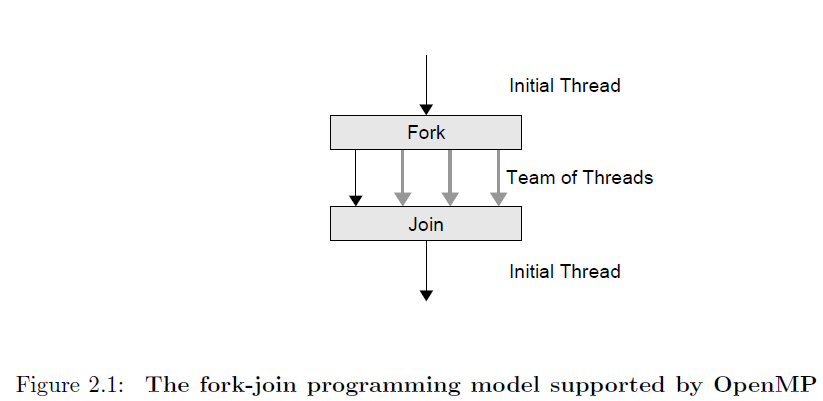 Initial Thread
Fork
Team of Threads
Join
Initial Thread
Figure 2.1: The fork-join programming model supported by OpenMP